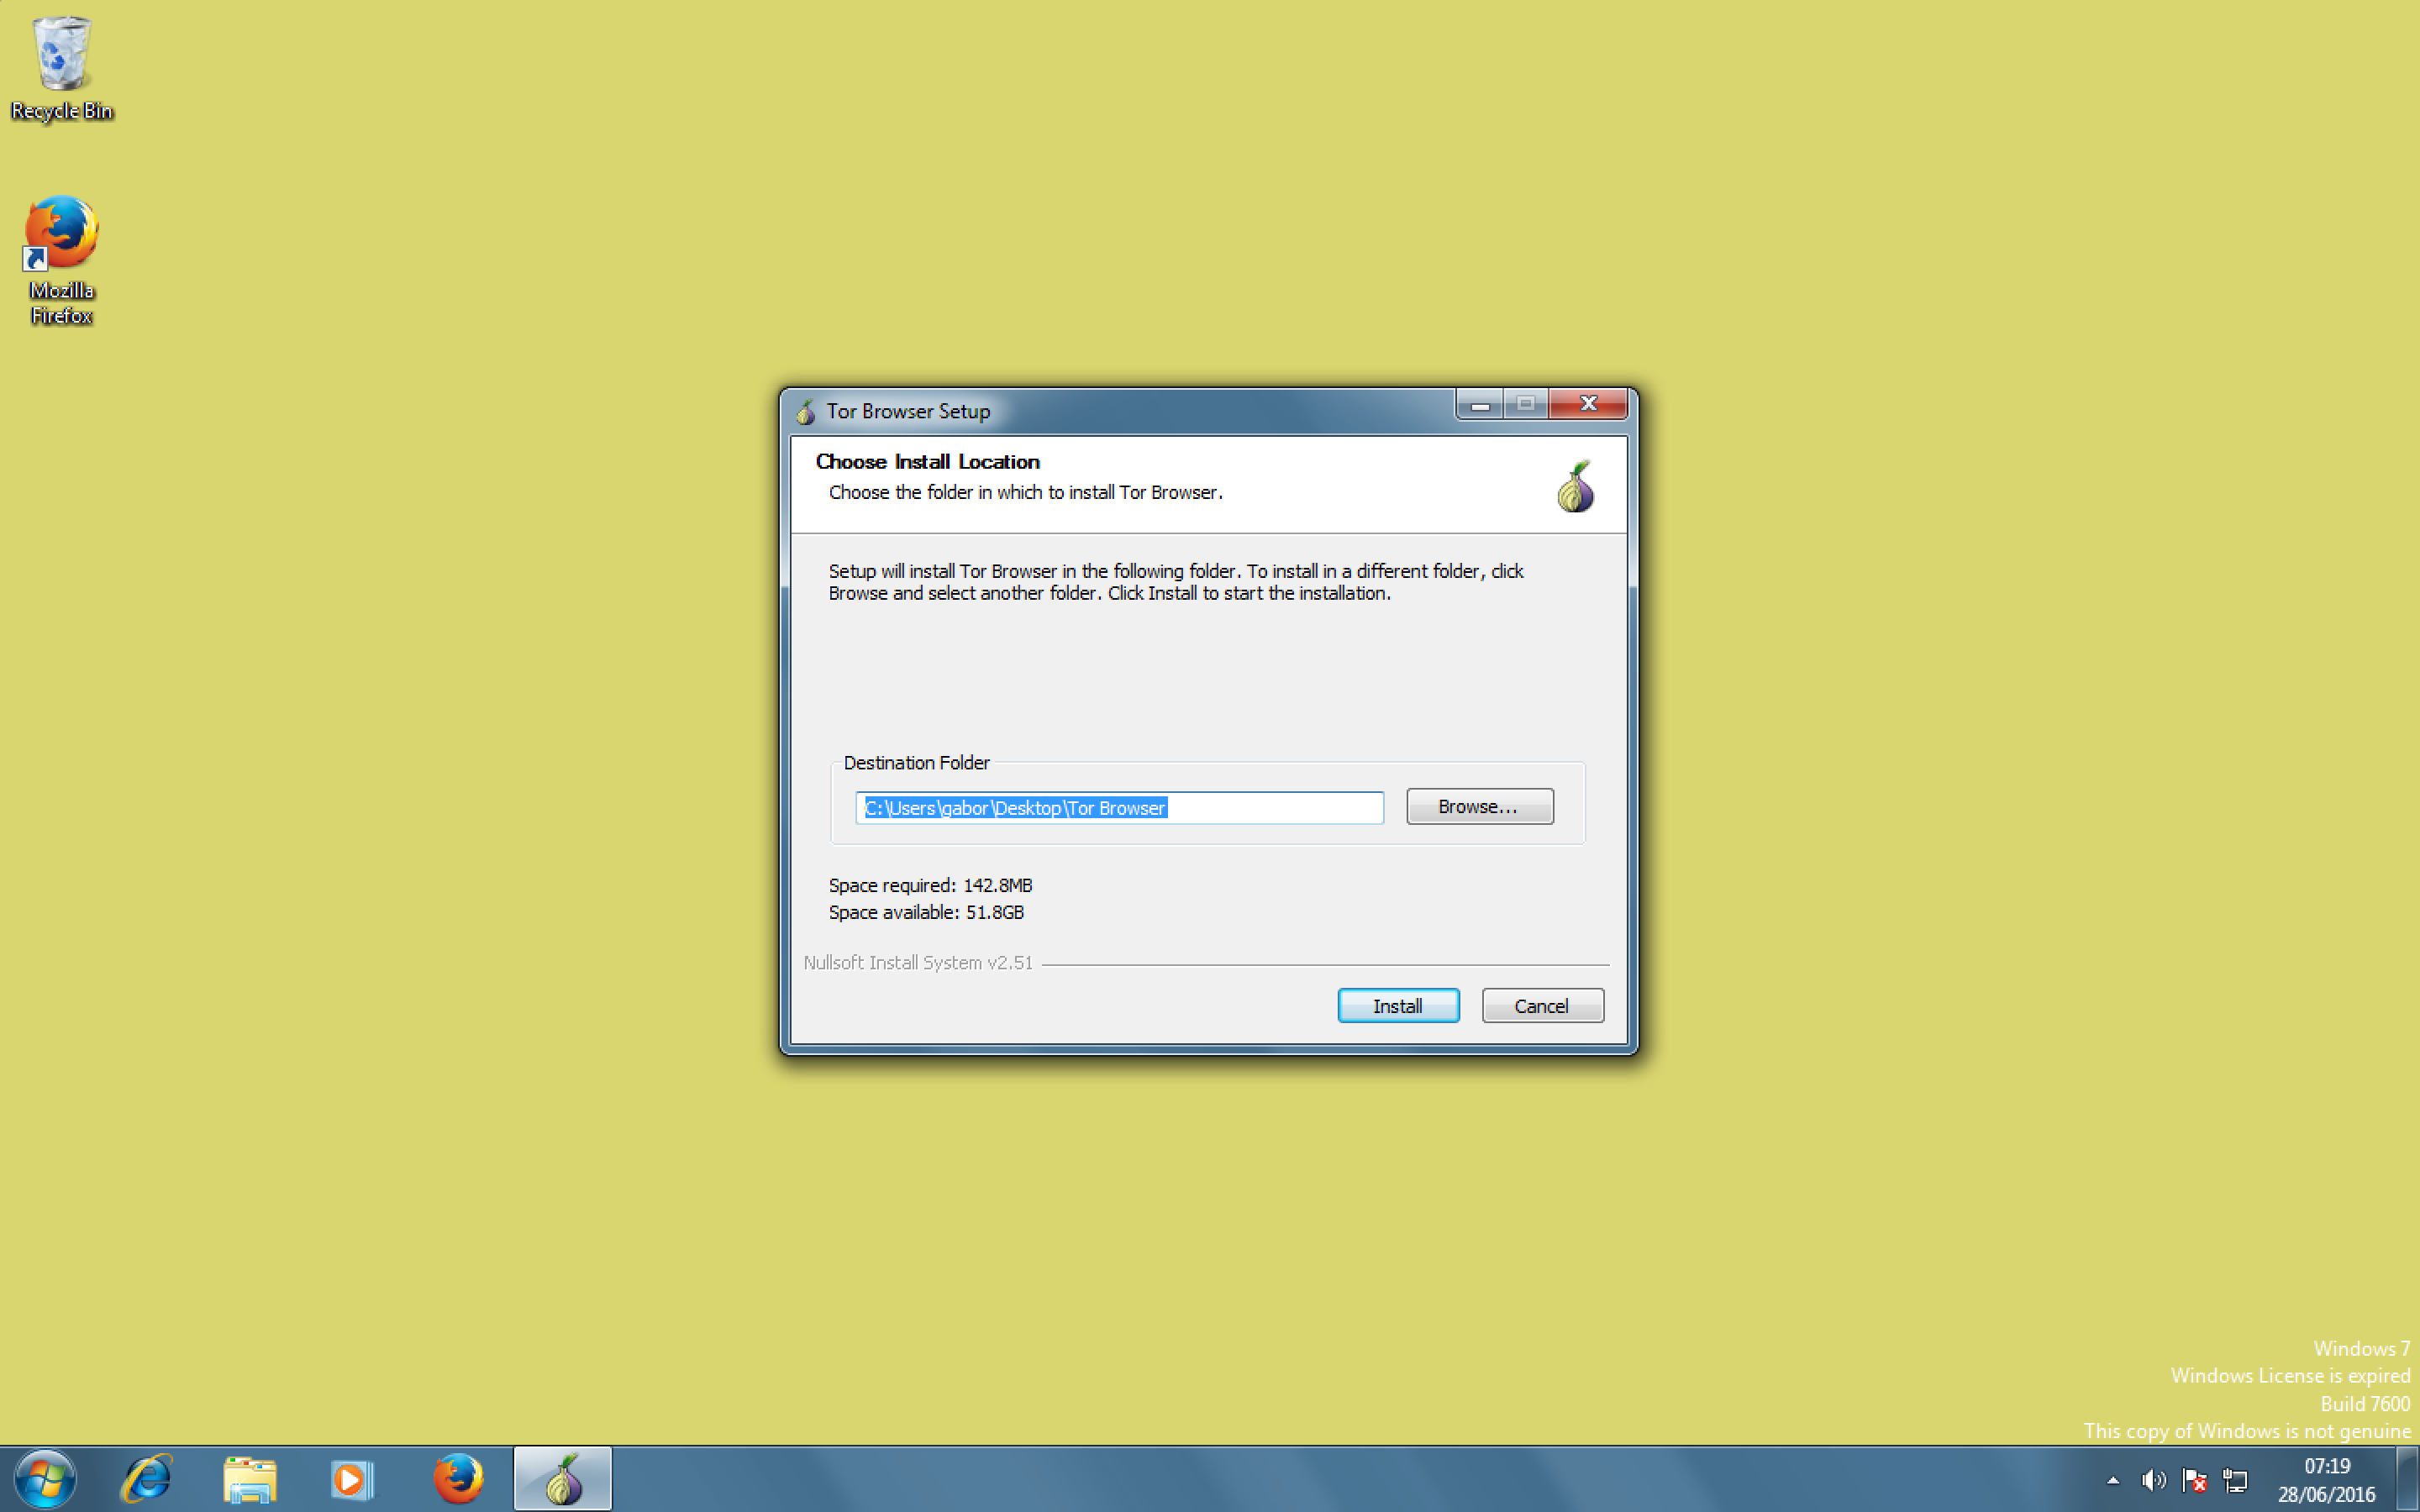 Recycle Bin
Mozilla
Firefox
Tor Browser Setup
Choose Install Location
Choose the folder in which to install Tor Browser.
Setup will install Tor Browser in the following folder. To install in a different folder, click
Browse and select another folder. Click Install to start the installation.
Destination Folder
C:\Users\gabor\Desktop\Tor Browser
Browse...
Space required: 142.8MB
Space available: 51.8GB
Nullsoft Install System v2.51
Install
Cancel
Windows 7
Windows License is expired
Build 7600
This copy of Windows is not genuine
07:19
28/06/2016